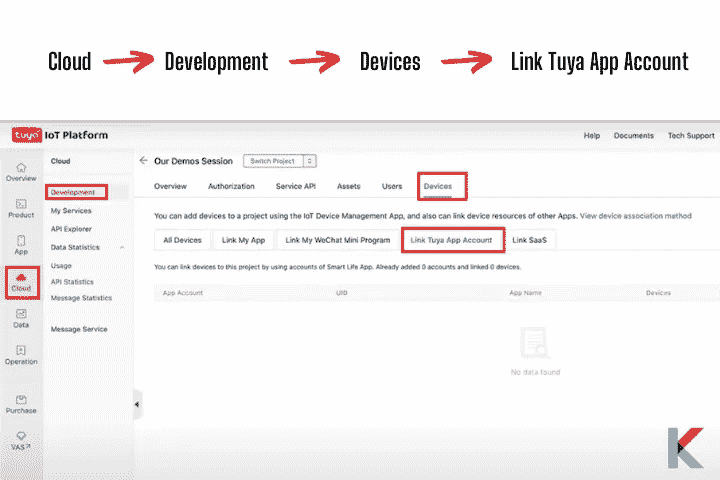 Cloud Development Devices Link Tuya App Account
tuya IoT Platform
Help Documents Tech Support
Cloud
Our Demos Session Switch Project
Overview
Development
My Services
API Explorer
Data Statistics
Usage
API Statistics
Message Statistics
Message Service
Product
App
Cloud
Data
Operation
Purchase
VAS
Overview Authorization Service API Assets Users Devices
You can add devices to a project using the IoT Device Management App, and also can link device resources of other Apps. View device association method
All Devices Link My App Link My WeChat Mini Program Link Tuya App Account Link SaaS
You can link devices to this project by using accounts of Smart Life App. Already added 0 accounts and linked 0 devices.
App Account UID App Name Devices
No data found
K